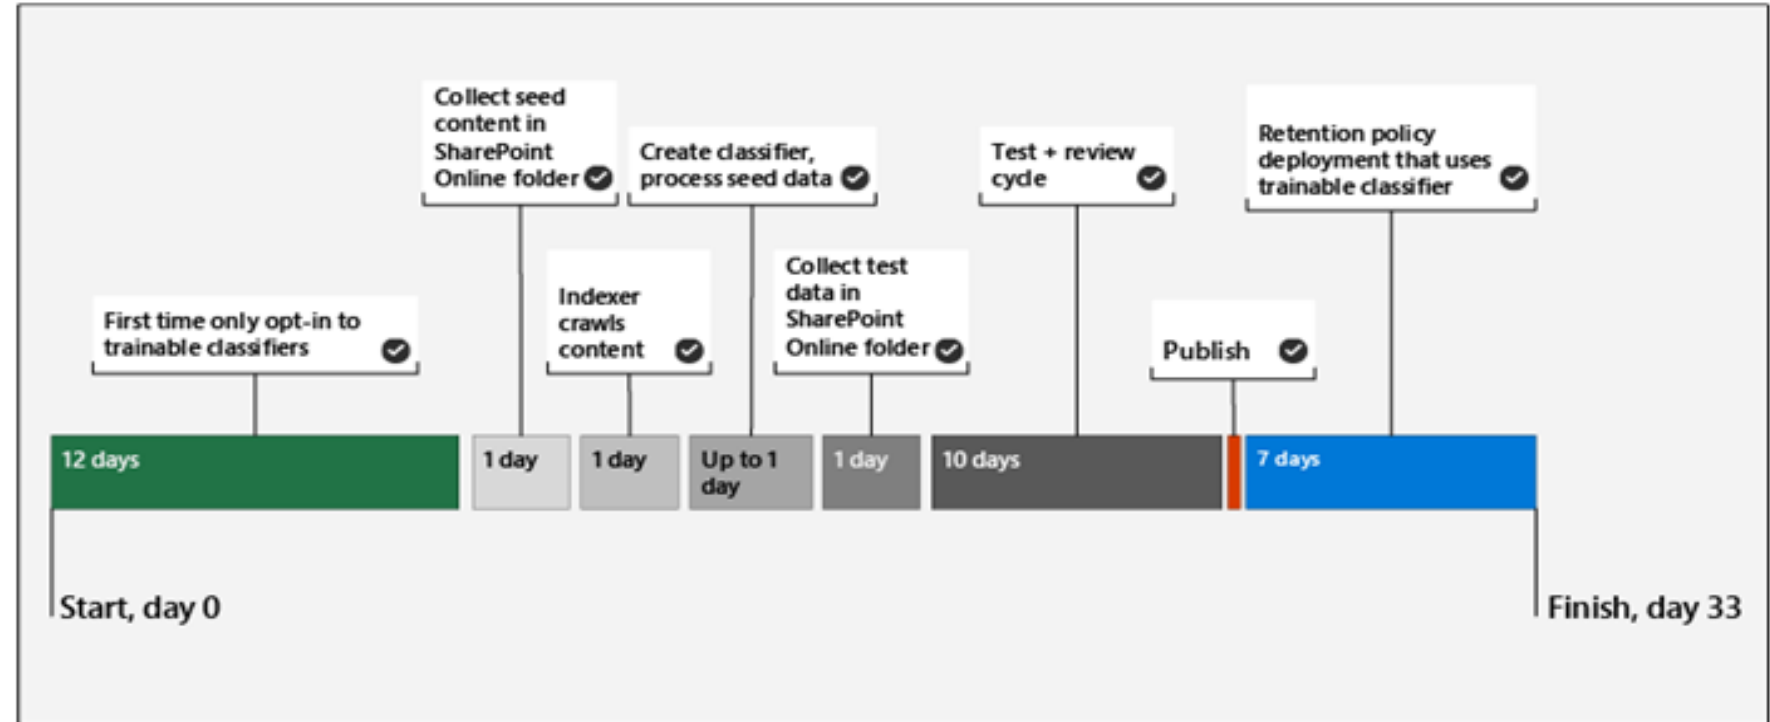 Collect seed
content in
SharePoint
Online folder
Create classifier,
process seed data
Test + review
cycle
Retention policy
deployment that uses
trainable classifier
First time only opt-in to
trainable classifiers
Indexer
crawls
content
Collect test
data in
SharePoint
Online folder
Publish
12 days
1 day
1 day
Up to 1
day
1 day
10 days
7 days
Start, day 0
Finish, day 33